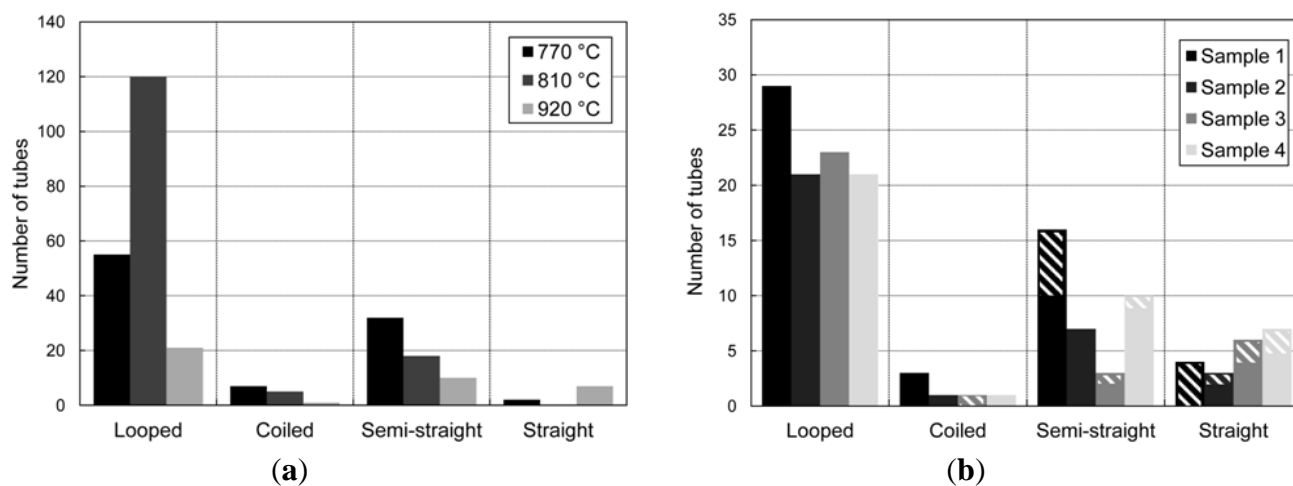 140
120
100
80
60
40
20
0
Number of tubes
770 °C
810 °C
920 °C
Looped Coiled Semi-straight Straight
(a)
35
30
25
20
15
10
5
0
Number of tubes
Sample 1
Sample 2
Sample 3
Sample 4
Looped Coiled Semi-straight Straight
(b)